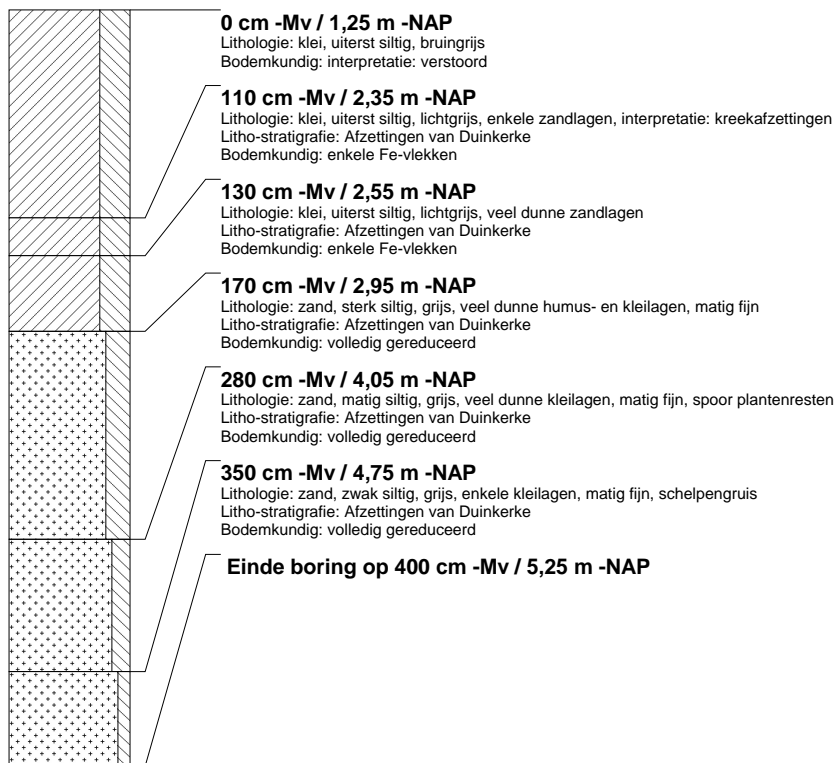 0 cm -Mv / 1,25 m -NAP
Lithologie: klei, uiterst siltig, bruingrijs
Bodemkundig: interpretatie: verstoord
110 cm -Mv / 2,35 m -NAP
Lithologie: klei, uiterst siltig, lichtgrijs, enkele zandlagen, interpretatie: kreekafzettingen
Litho-stratigrafie: Afzettingen van Duinkerke
Bodemkundig: enkele Fe-vlekken
130 cm -Mv / 2,55 m -NAP
Lithologie: klei, uiterst siltig, lichtgrijs, veel dunne zandlagen
Litho-stratigrafie: Afzettingen van Duinkerke
Bodemkundig: enkele Fe-vlekken
170 cm -Mv / 2,95 m -NAP
Lithologie: zand, sterk siltig, grijs, veel dunne humus- en kleilagen, matig fijn
Litho-stratigrafie: Afzettingen van Duinkerke
Bodemkundig: volledig gereduceerd
280 cm -Mv / 4,05 m -NAP
Lithologie: zand, matig siltig, grijs, veel dunne kleilagen, matig fijn, spoor plantenresten
Litho-stratigrafie: Afzettingen van Duinkerke
Bodemkundig: volledig gereduceerd
350 cm -Mv / 4,75 m -NAP
Lithologie: zand, zwak siltig, grijs, enkele kleilagen, matig fijn, schelpengruis
Litho-stratigrafie: Afzettingen van Duinkerke
Bodemkundig: volledig gereduceerd
Einde boring op 400 cm -Mv / 5,25 m -NAP